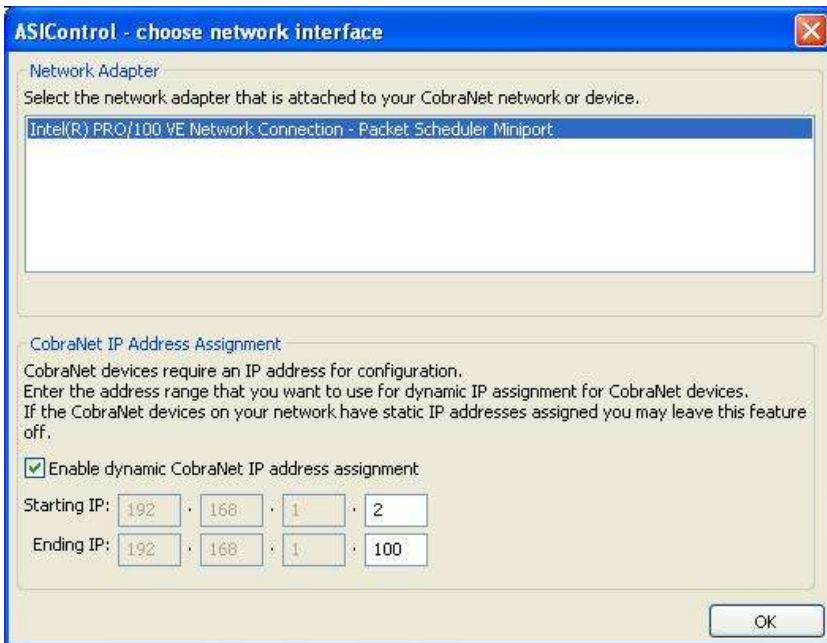 ASIControl - choose network interface
Network Adapter
Select the network adapter that is attached to your CobraNet network or device.
Intel(R) PRO/100 VE Network Connection - Packet Scheduler Miniport
CobraNet IP Address Assignment
CobraNet devices require an IP address for configuration.
Enter the address range that you want to use for dynamic IP assignment for CobraNet devices.
If the CobraNet devices on your network have static IP addresses assigned you may leave this feature
off.
Enable dynamic CobraNet IP address assignment
Starting IP: 192 . 168 . 1 . 2
Ending IP: 192 . 168 . 1 . 100
OK